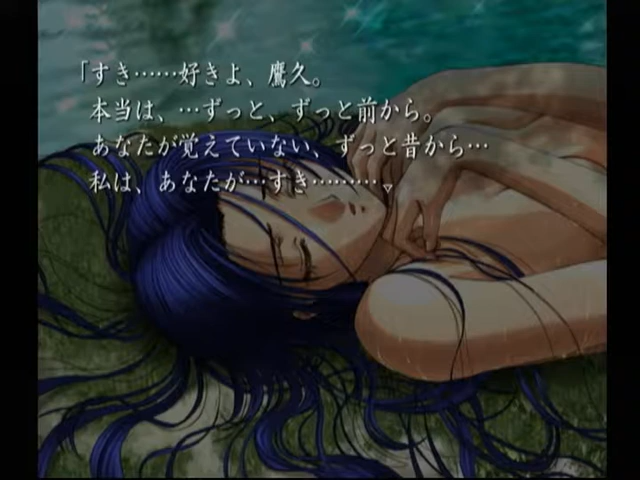 「すき……好きよ、鷹久。
本当は、…ずっと、ずっと前から。
あなたが覚えていない、ずっと昔から…
私は、あなたが…すき………